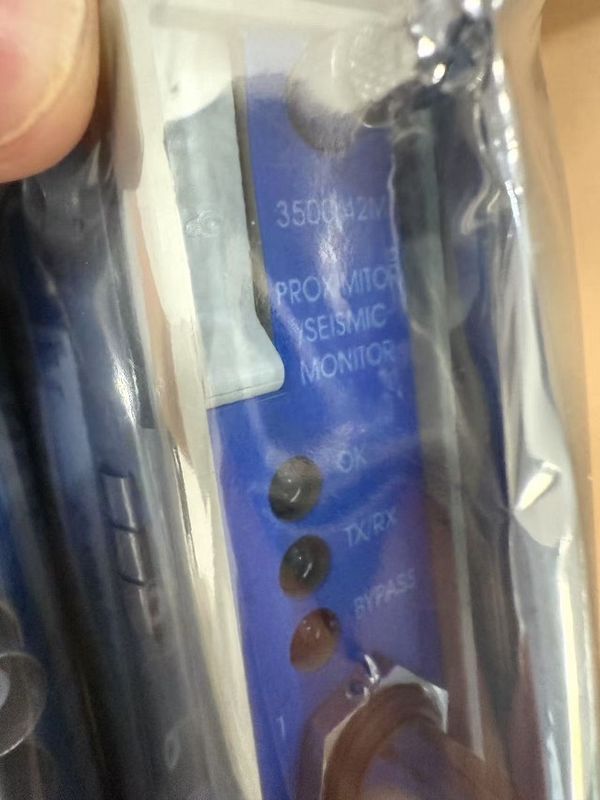 3500/42M
PROXIMITOR
/SEISMIC
MONITOR
OK
TX/RX
BYPASS
1